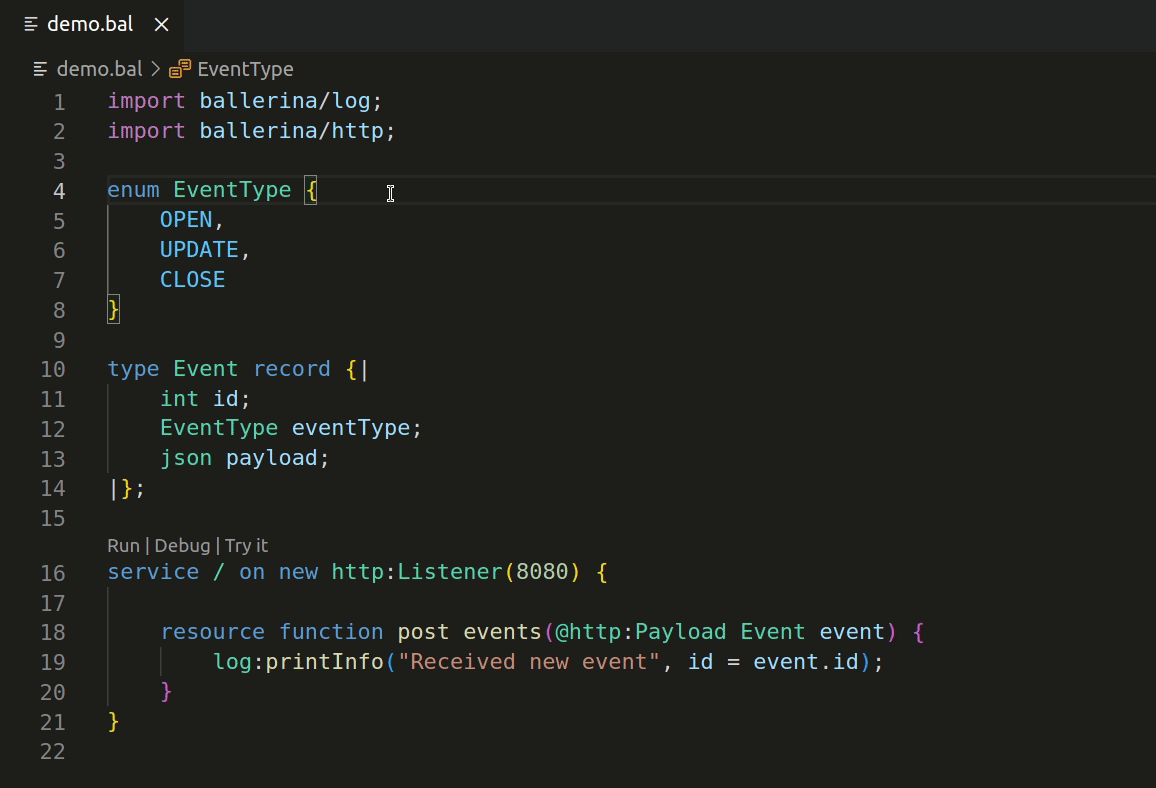 demo.bal
demo.bal > EventType
1 import ballerina/log;
2 import ballerina/http;
3
4 enum EventType {
5     OPEN,
6     UPDATE,
7     CLOSE
8 }
9
10 type Event record {|
11     int id;
12     EventType eventType;
13     json payload;
14 |};
15
Run | Debug | Try it
16 service / on new http:Listener(8080) {
17
18     resource function post events(@http:Payload Event event) {
19         log:printInfo("Received new event", id = event.id);
20     }
21 }
22